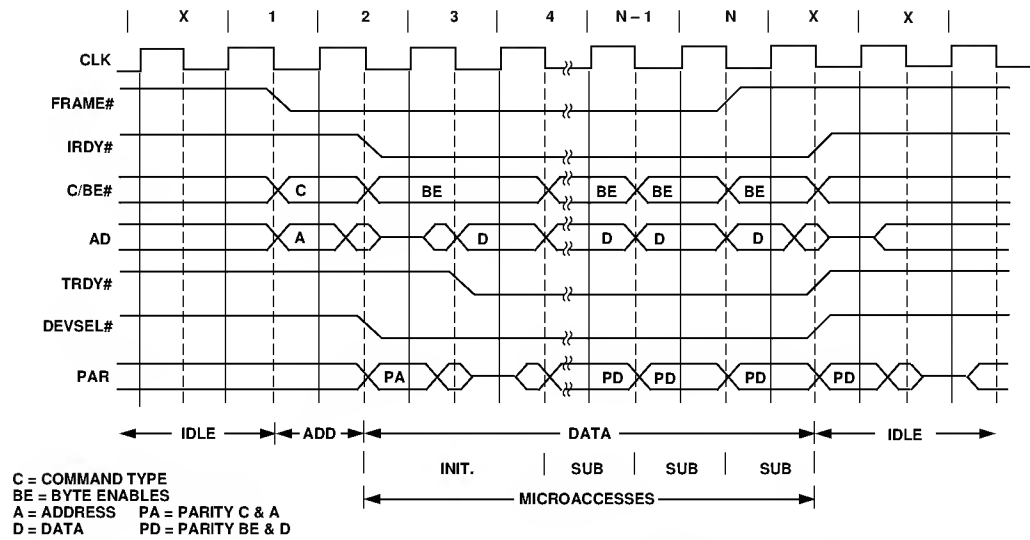 X 1 2 3 4 N – 1 N X X
CLK
FRAME#
IRDY#
C/BE# C BE BE BE BE
AD A D D D D
TRDY#
DEVSEL#
PAR PA PD PD PD PD
IDLE ADD DATA IDLE
INIT. SUB SUB SUB
MICROACCESSES
C = COMMAND TYPE
BE = BYTE ENABLES
A = ADDRESS PA = PARITY C & A
D = DATA PD = PARITY BE & D